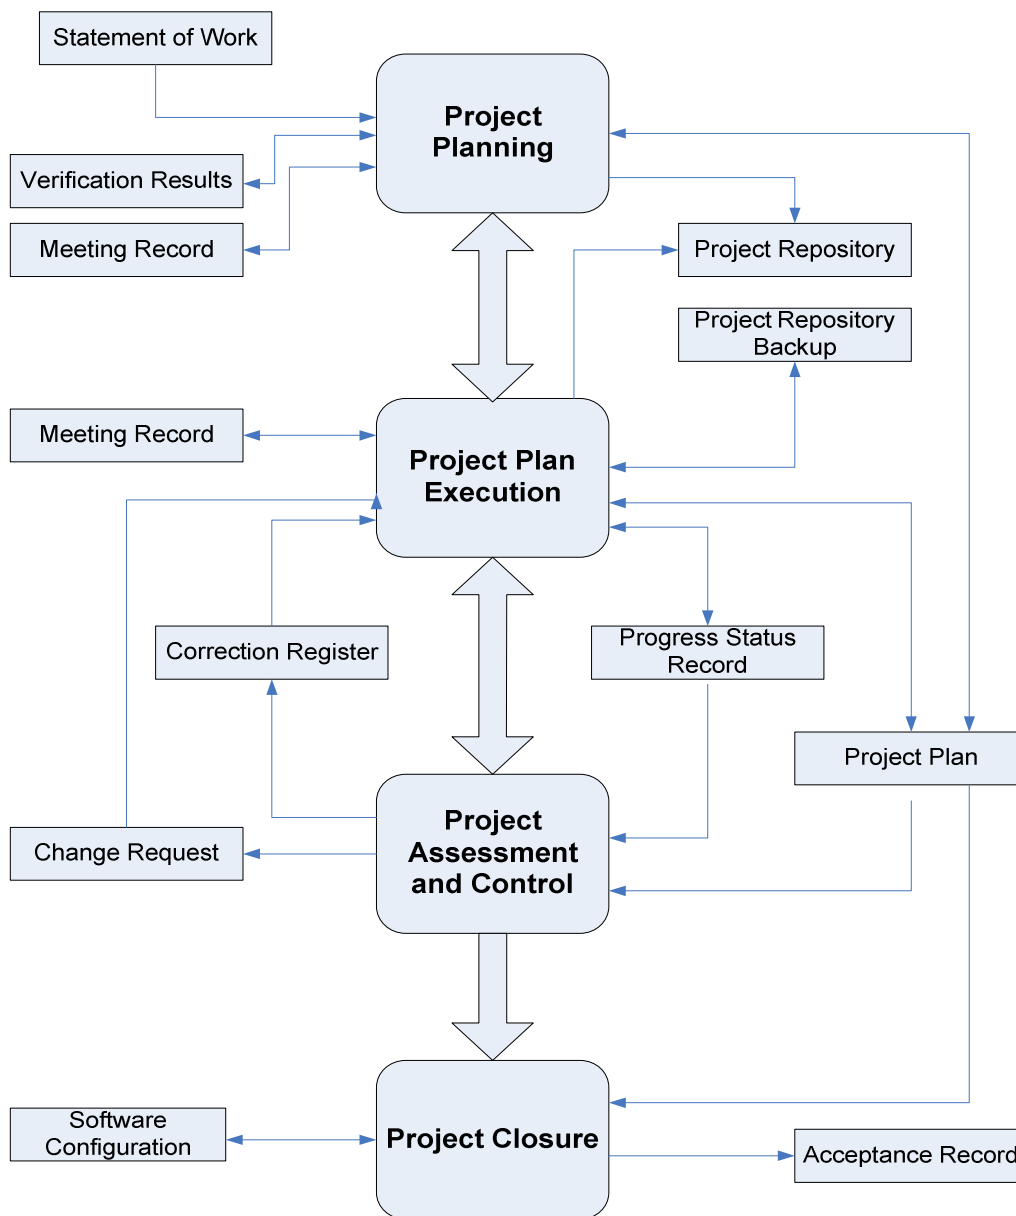 Statement of Work
Project
Planning
Verification Results
Meeting Record
Project Repository
Project Repository
Backup
Meeting Record
Project Plan
Execution
Correction Register
Progress Status
Record
Project Plan
Project
Assessment
and Control
Change Request
Software
Configuration
Project Closure
Acceptance Record